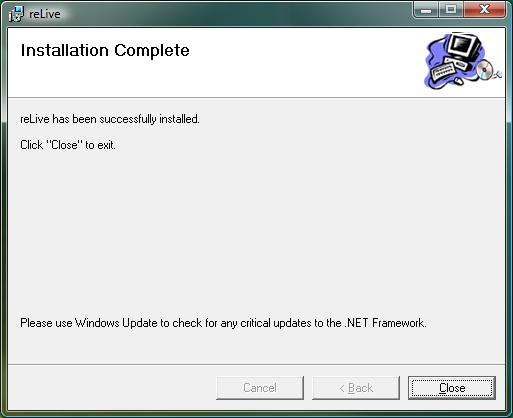 reLive
Installation Complete
reLive has been successfully installed.
Click "Close" to exit.
Please use Windows Update to check for any critical updates to the .NET Framework.
Cancel
< Back
Close